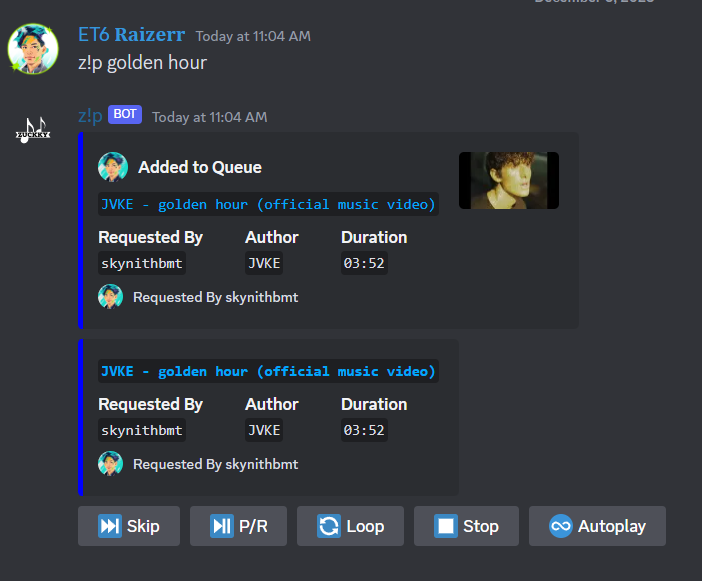 ET6 Raizerr Today at 11:04 AM
z!p golden hour
z!p BOT Today at 11:04 AM
ZUCKKY
Added to Queue
JVKE - golden hour (official music video)
Requested By Author Duration
skynithbmt JVKE 03:52
Requested By skynithbmt
JVKE - golden hour (official music video)
Requested By Author Duration
skynithbmt JVKE 03:52
Requested By skynithbmt
Skip P/R Loop Stop Autoplay